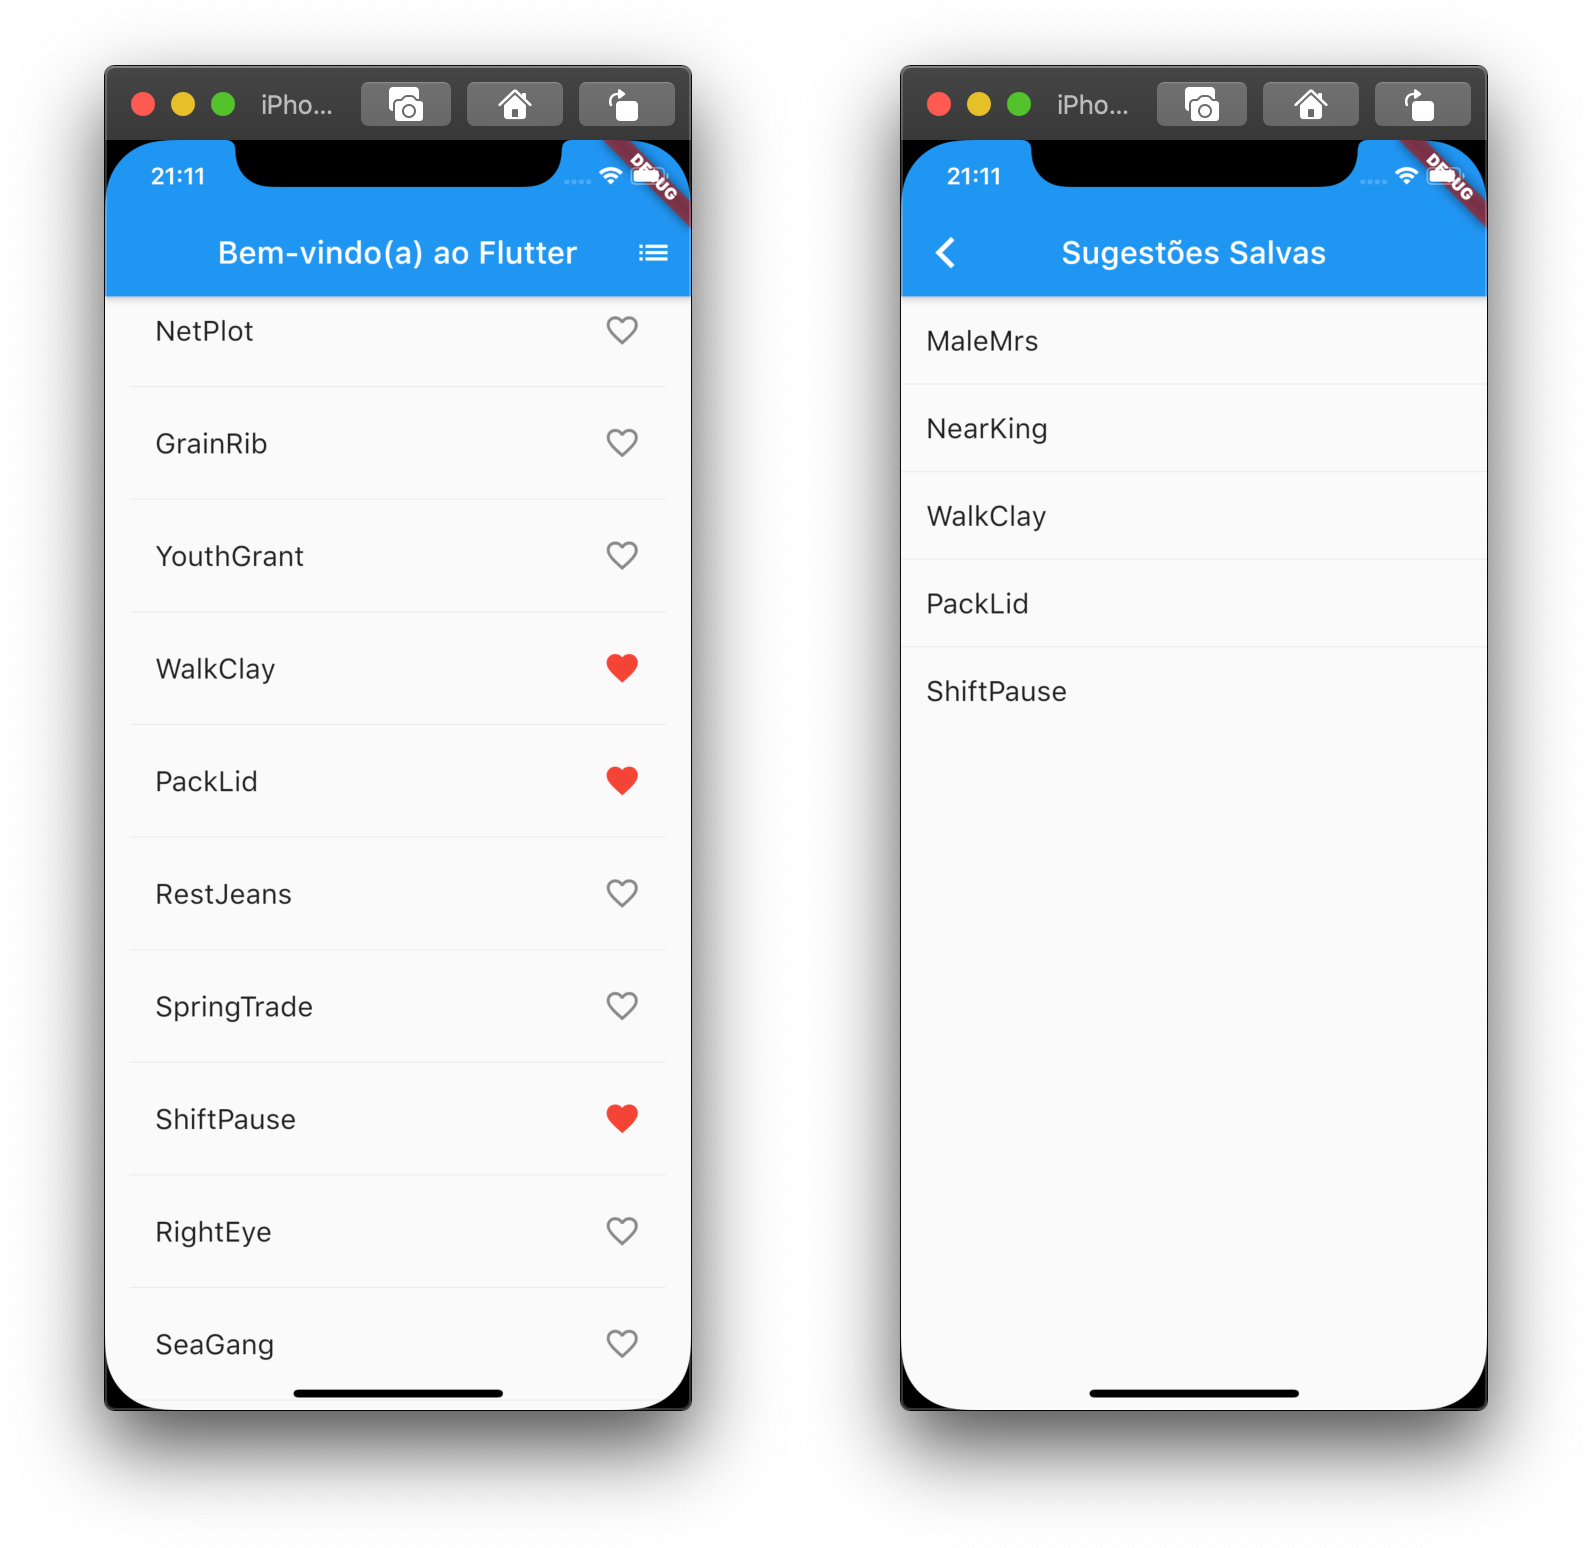 iPho...
21:11
DEBUG
Bem-vindo(a) ao Flutter
NetPlot
GrainRib
YouthGrant
WalkClay
PackLid
RestJeans
SpringTrade
ShiftPause
RightEye
SeaGang
iPho...
21:11
DEBUG
Sugestões Salvas
MaleMrs
NearKing
WalkClay
PackLid
ShiftPause